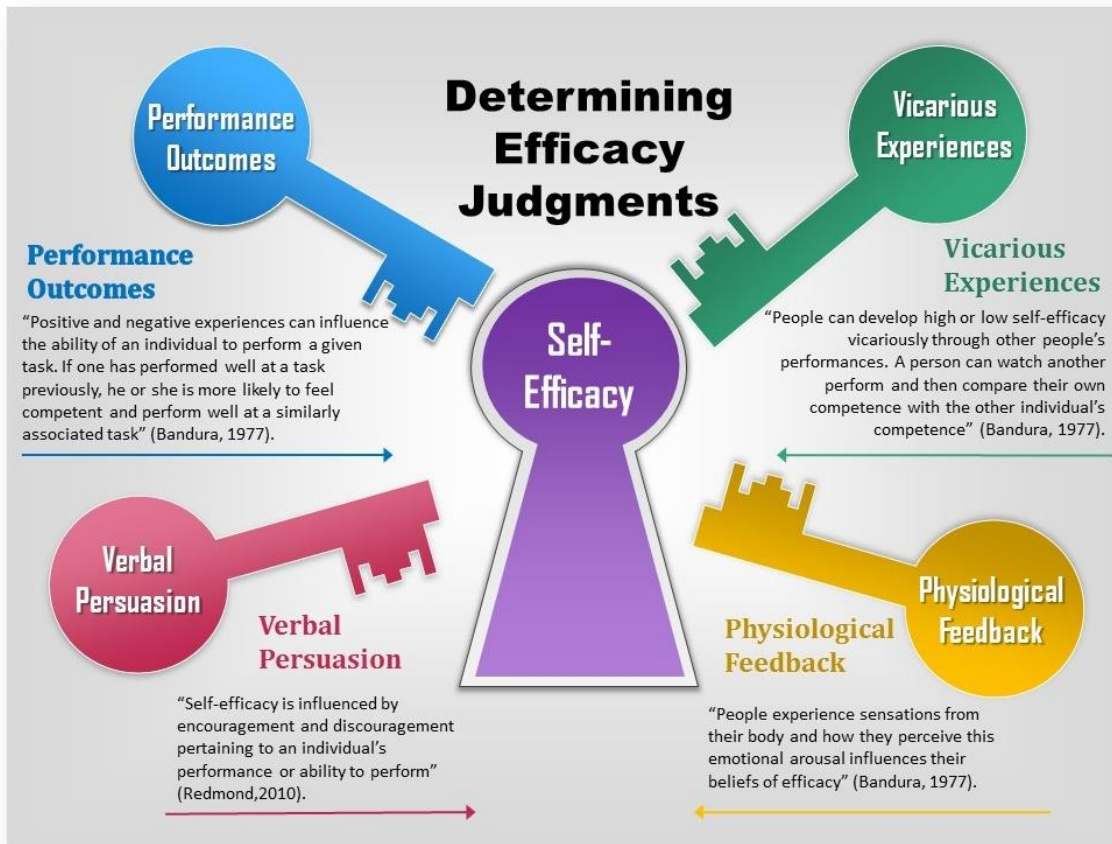 Determining
Efficacy
Judgments
Performance
Outcomes
Performance
Outcomes
“Positive and negative experiences can influence
the ability of an individual to perform a given
task. If one has performed well at a task
previously, he or she is more likely to feel
competent and perform well at a similarly
associated task” (Bandura, 1977).
Vicarious
Experiences
Vicarious
Experiences
“People can develop high or low self-efficacy
vicariously through other people’s
performances. A person can watch another
perform and then compare their own
competence with the other individual’s
competence” (Bandura, 1977).
Self-
Efficacy
Verbal
Persuasion
Verbal
Persuasion
“Self-efficacy is influenced by
encouragement and discouragement
pertaining to an individual’s
performance or ability to perform”
(Redmond,2010).
Physiological
Feedback
Physiological
Feedback
“People experience sensations from
their body and how they perceive this
emotional arousal influences their
beliefs of efficacy” (Bandura, 1977).